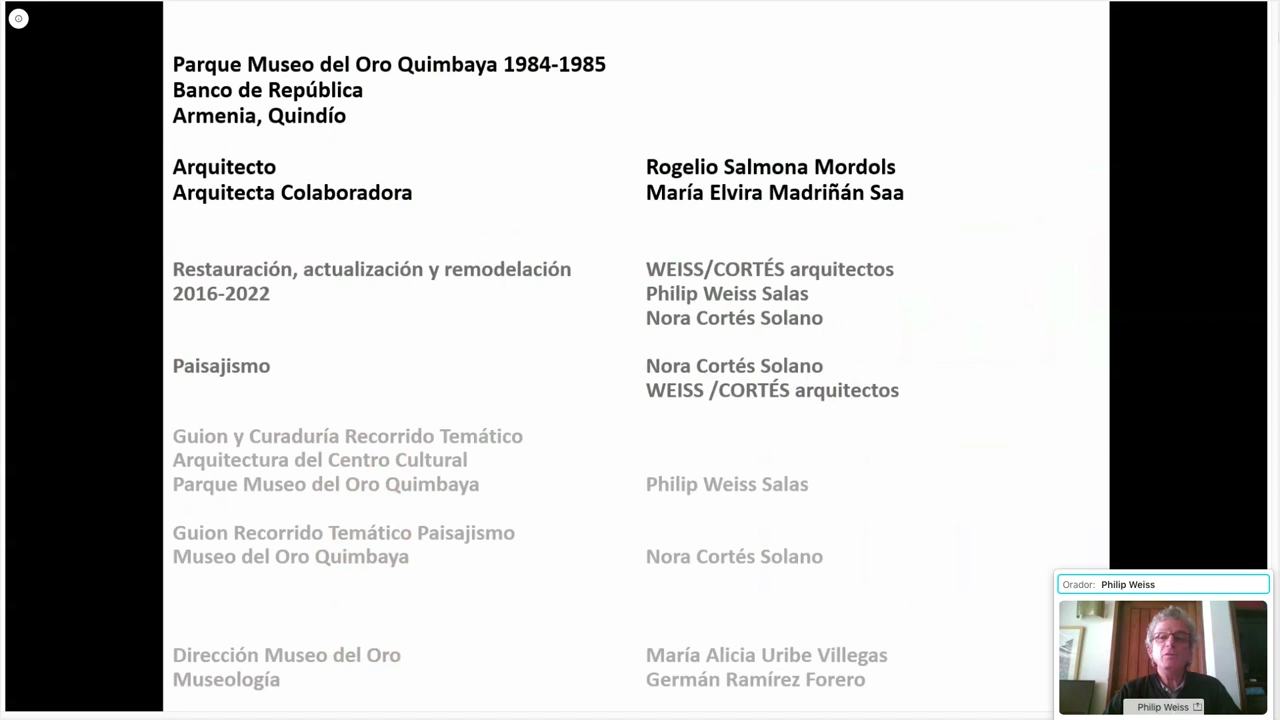 Parque Museo del Oro Quimbaya 1984-1985
Banco de República
Armenia, Quindío
Arquitecto Rogelio Salmona Mordols
Arquitecta Colaboradora María Elvira Madriñán Saa
Restauración, actualización y remodelación WEISS/CORTÉS arquitectos
2016-2022 Philip Weiss Salas
Nora Cortés Solano
Paisajismo Nora Cortés Solano
WEISS /CORTÉS arquitectos
Guion y Curaduría Recorrido Temático
Arquitectura del Centro Cultural
Parque Museo del Oro Quimbaya Philip Weiss Salas
Guion Recorrido Temático Paisajismo
Museo del Oro Quimbaya Nora Cortés Solano
Dirección Museo del Oro María Alicia Uribe Villegas
Museología Germán Ramírez Forero
Orador: Philip Weiss
Philip Weiss